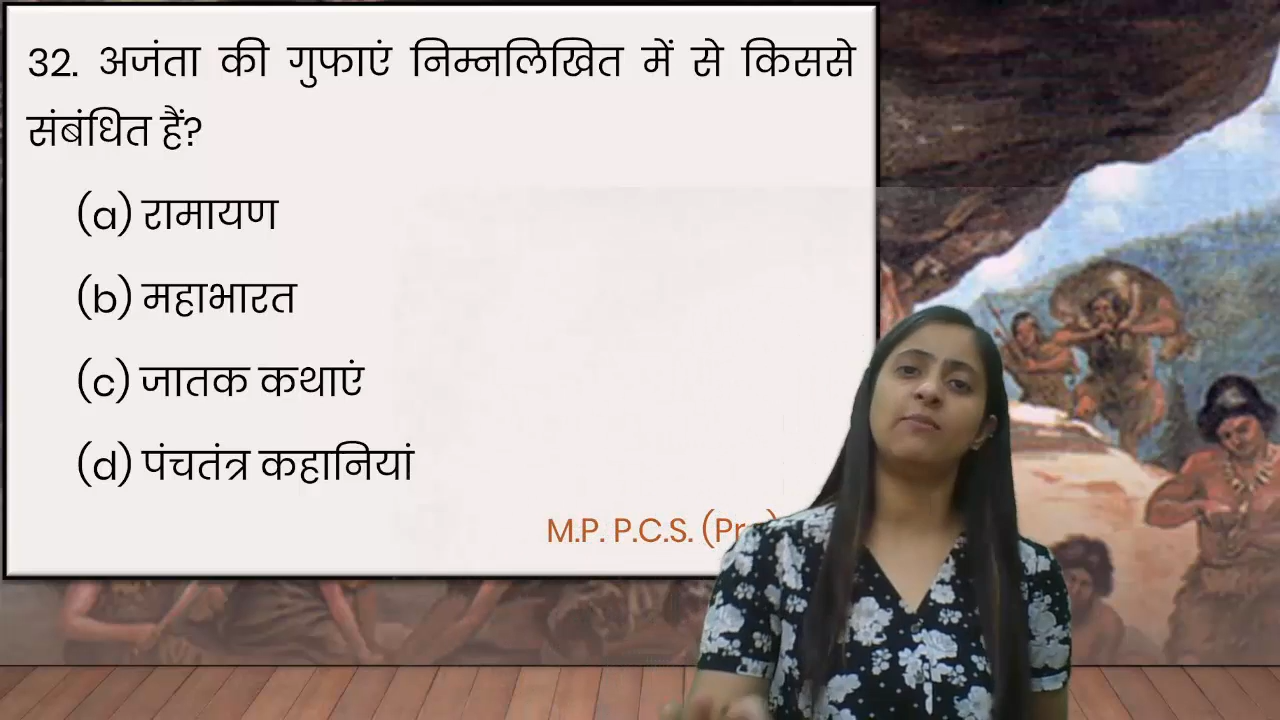 32. अजंता की गुफाएं निम्नलिखित में से किससे
संबंधित हैं?
(a) रामायण
(b) महाभारत
(c) जातक कथाएं
(d) पंचतंत्र कहानियां
M.P. P.C.S.